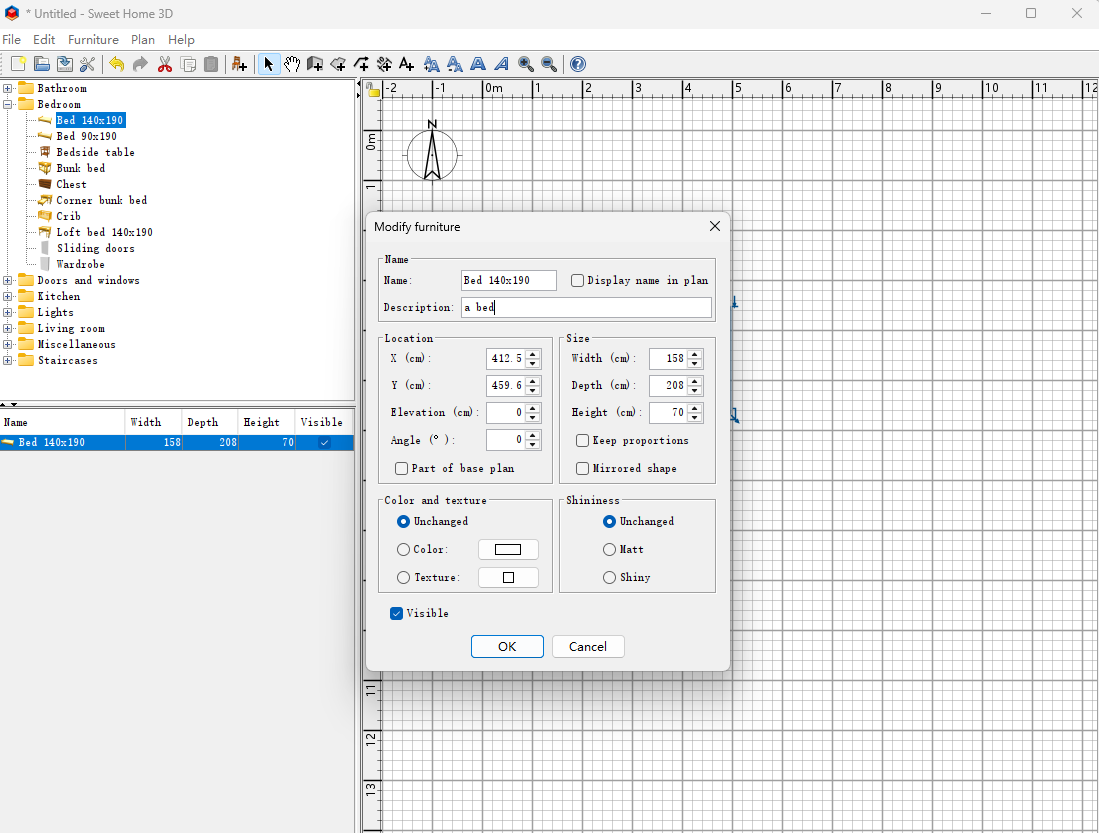 * Untitled - Sweet Home 3D
File Edit Furniture Plan Help
Bathroom
Bedroom
Bed 140x190
Bed 90x190
Bedside table
Bunk bed
Chest
Corner bunk bed
Crib
Loft bed 140x190
Sliding doors
Wardrobe
Doors and windows
Kitchen
Lights
Living room
Miscellaneous
Staircases
Name Width Depth Height Visible
Bed 140x190 158 208 70
-2 -1 0m 1 2 3 4 5 6 7 8 9 10 11 12
N
0m
1
11
12
13
Modify furniture
Name
Name: Bed 140x190 Display name in plan
Description: a bed
Location
X (cm): 412.5
Y (cm): 459.6
Elevation (cm): 0
Angle (°): 0
Part of base plan
Size
Width (cm): 158
Depth (cm): 208
Height (cm): 70
Keep proportions
Mirrored shape
Color and texture
Unchanged
Color:
Texture:
Shininess
Unchanged
Matt
Shiny
Visible
OK Cancel